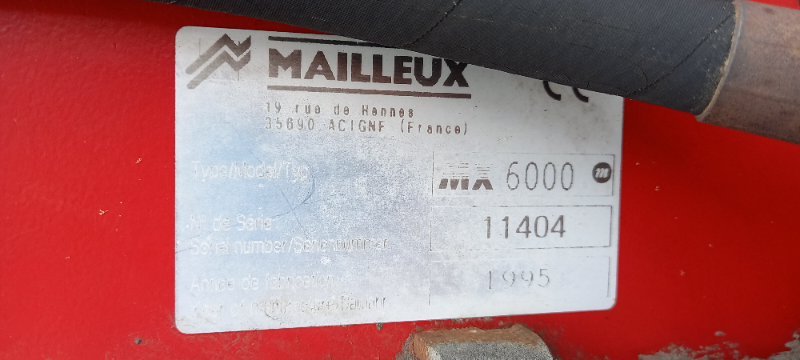 MAILLEUX
CE
19 rue de Rennes
35690 ACIGNE (France)
Type/Model/Typ MX 6000 m
N° de Série 11404
Serial number/Seriennummer
Année de fabrication 1995